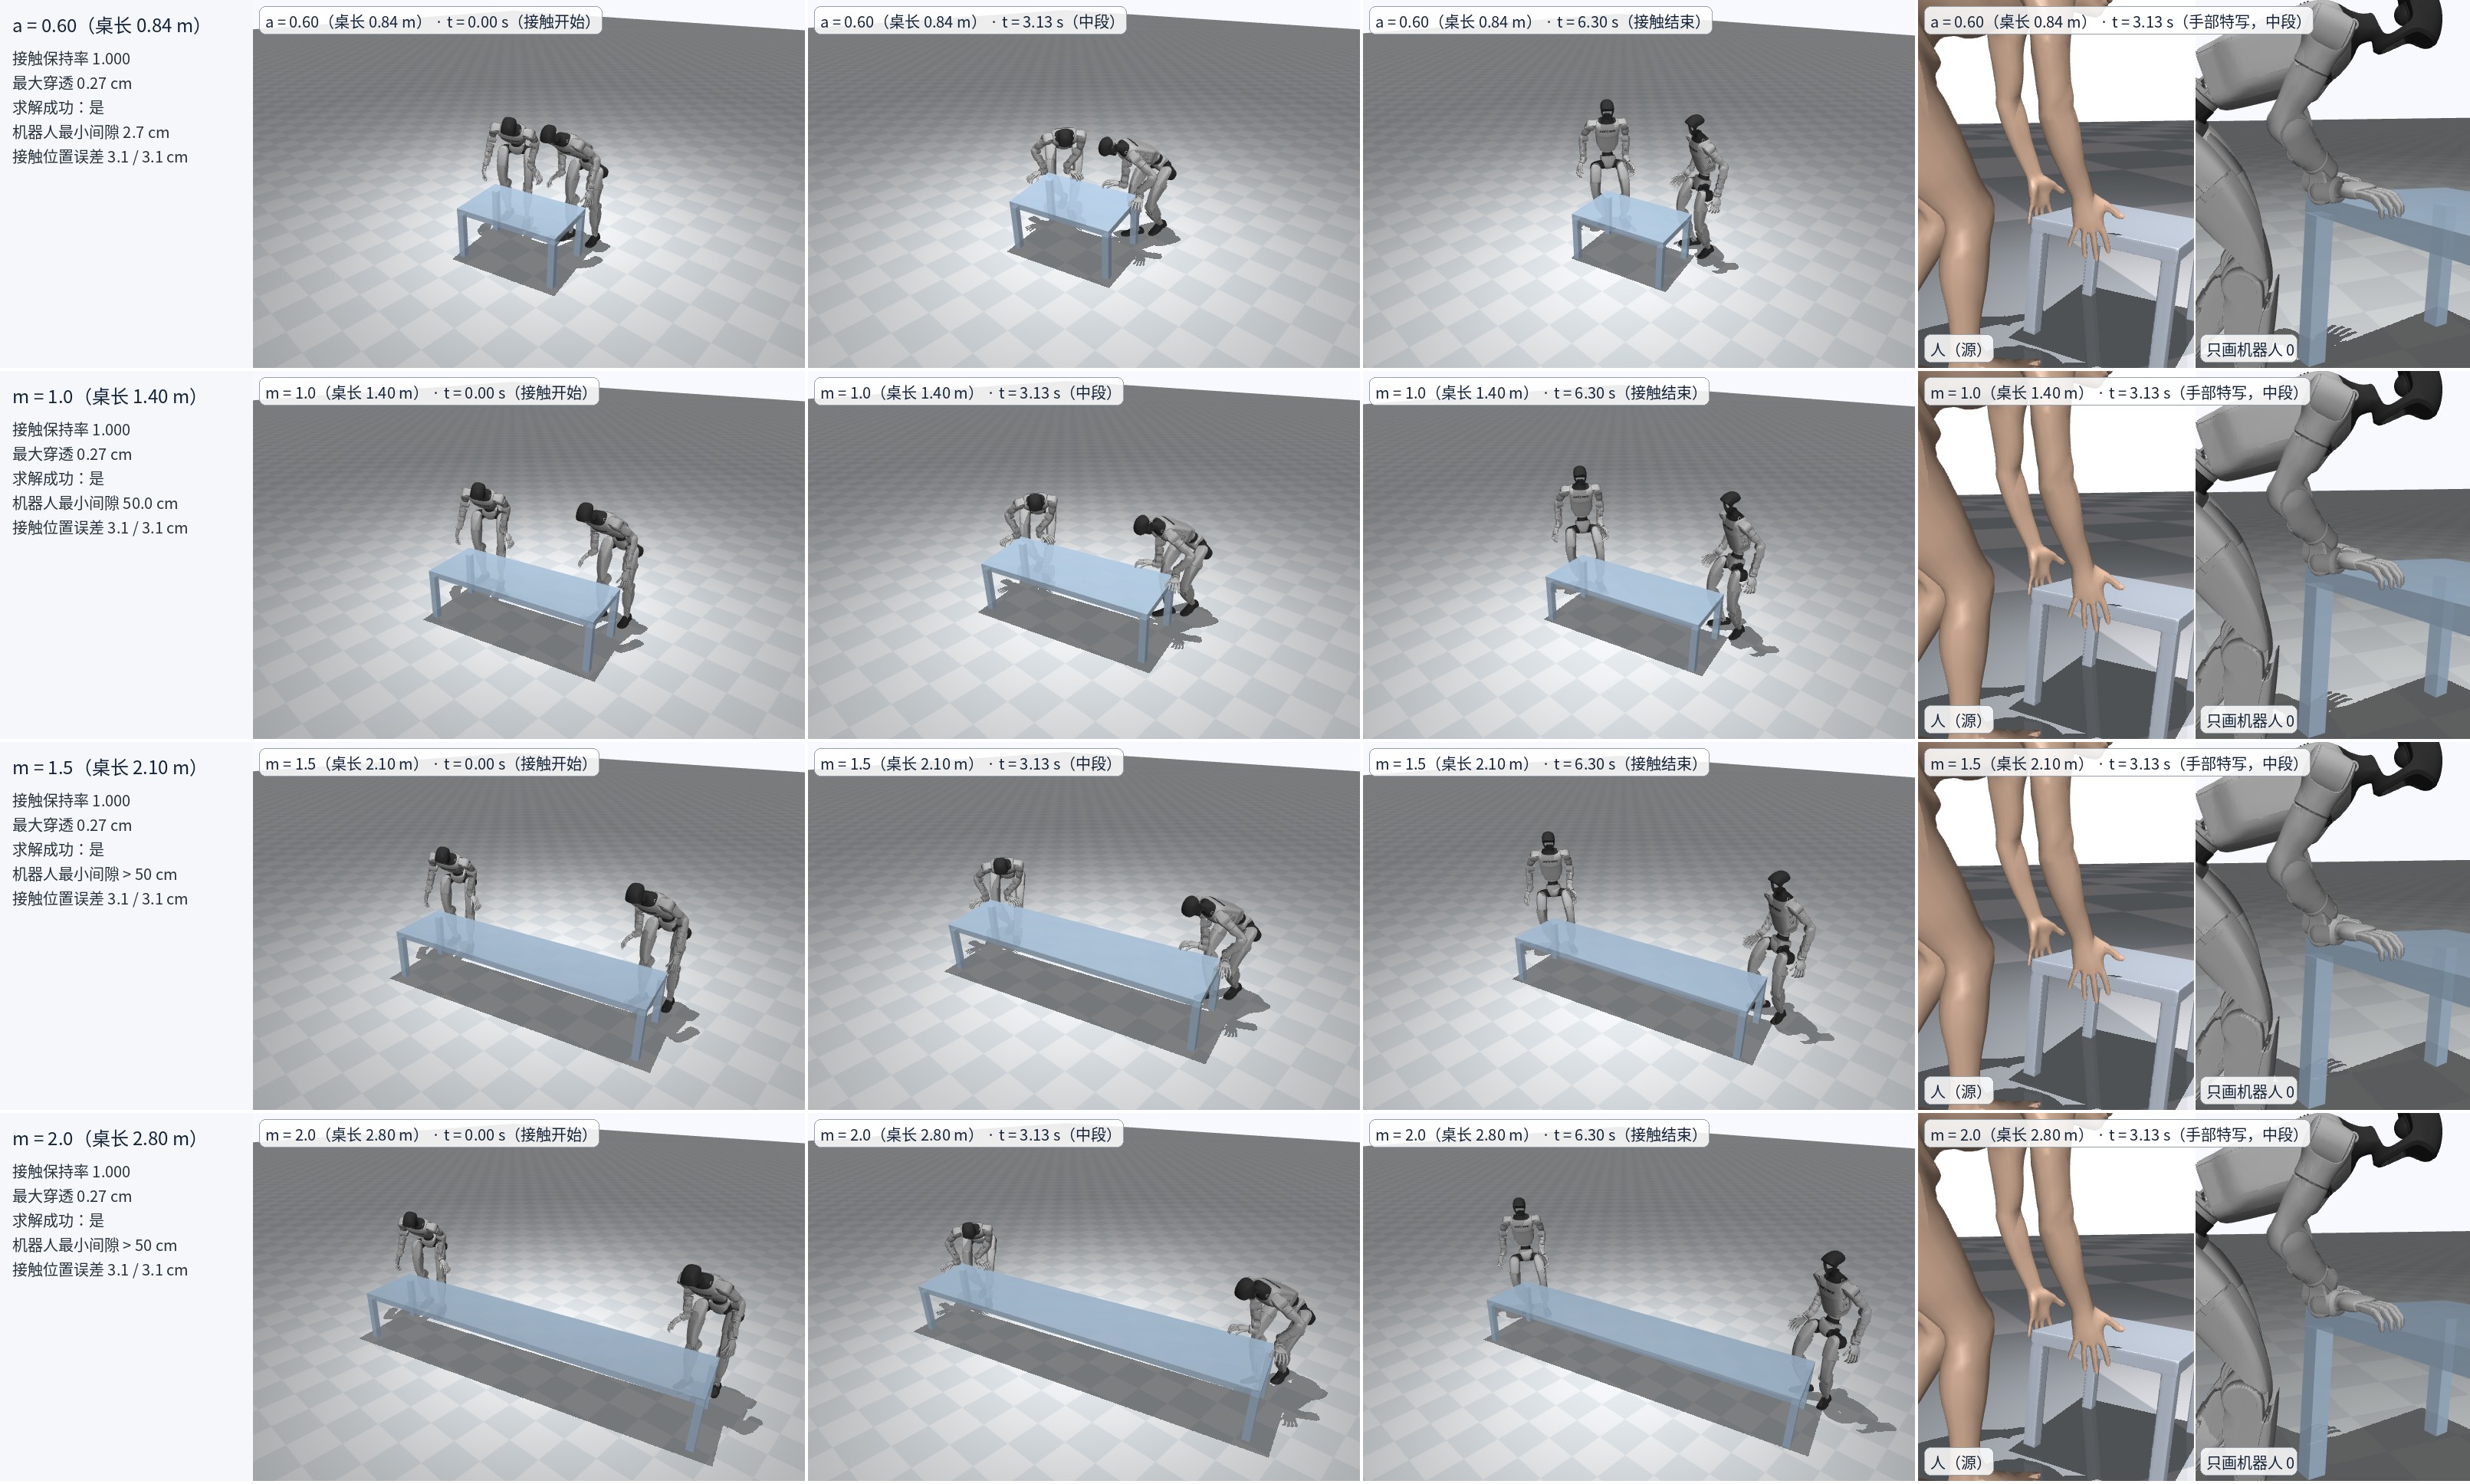 a = 0.60（桌长 0.84 m）
接触保持率 1.000
最大穿透 0.27 cm
求解成功：是
机器人最小间隙 2.7 cm
接触位置误差 3.1 / 3.1 cm
a = 0.60（桌长 0.84 m） · t = 0.00 s（接触开始）
a = 0.60（桌长 0.84 m） · t = 3.13 s（中段）
a = 0.60（桌长 0.84 m） · t = 6.30 s（接触结束）
a = 0.60（桌长 0.84 m） · t = 3.13 s（手部特写，中段）
人（源）
只画机器人 0
m = 1.0（桌长 1.40 m）
接触保持率 1.000
最大穿透 0.27 cm
求解成功：是
机器人最小间隙 50.0 cm
接触位置误差 3.1 / 3.1 cm
m = 1.0（桌长 1.40 m） · t = 0.00 s（接触开始）
m = 1.0（桌长 1.40 m） · t = 3.13 s（中段）
m = 1.0（桌长 1.40 m） · t = 6.30 s（接触结束）
m = 1.0（桌长 1.40 m） · t = 3.13 s（手部特写，中段）
人（源）
只画机器人 0
m = 1.5（桌长 2.10 m）
接触保持率 1.000
最大穿透 0.27 cm
求解成功：是
机器人最小间隙 > 50 cm
接触位置误差 3.1 / 3.1 cm
m = 1.5（桌长 2.10 m） · t = 0.00 s（接触开始）
m = 1.5（桌长 2.10 m） · t = 3.13 s（中段）
m = 1.5（桌长 2.10 m） · t = 6.30 s（接触结束）
m = 1.5（桌长 2.10 m） · t = 3.13 s（手部特写，中段）
人（源）
只画机器人 0
m = 2.0（桌长 2.80 m）
接触保持率 1.000
最大穿透 0.27 cm
求解成功：是
机器人最小间隙 > 50 cm
接触位置误差 3.1 / 3.1 cm
m = 2.0（桌长 2.80 m） · t = 0.00 s（接触开始）
m = 2.0（桌长 2.80 m） · t = 3.13 s（中段）
m = 2.0（桌长 2.80 m） · t = 6.30 s（接触结束）
m = 2.0（桌长 2.80 m） · t = 3.13 s（手部特写，中段）
人（源）
只画机器人 0